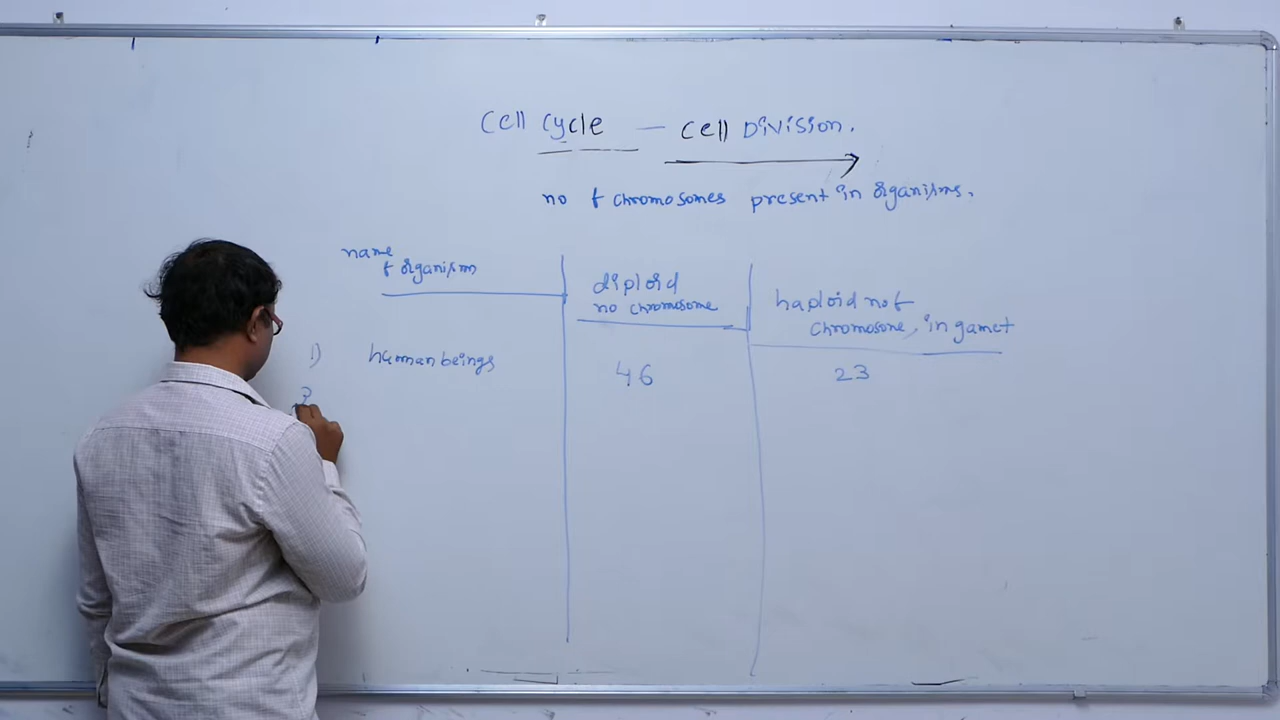 Cell Cycle — Cell Division.
no of chromosomes present in organisms.
name
of organism
diploid
no chromosome
haploid no of
chromosome, in gamet
1) human beings 46 23
2